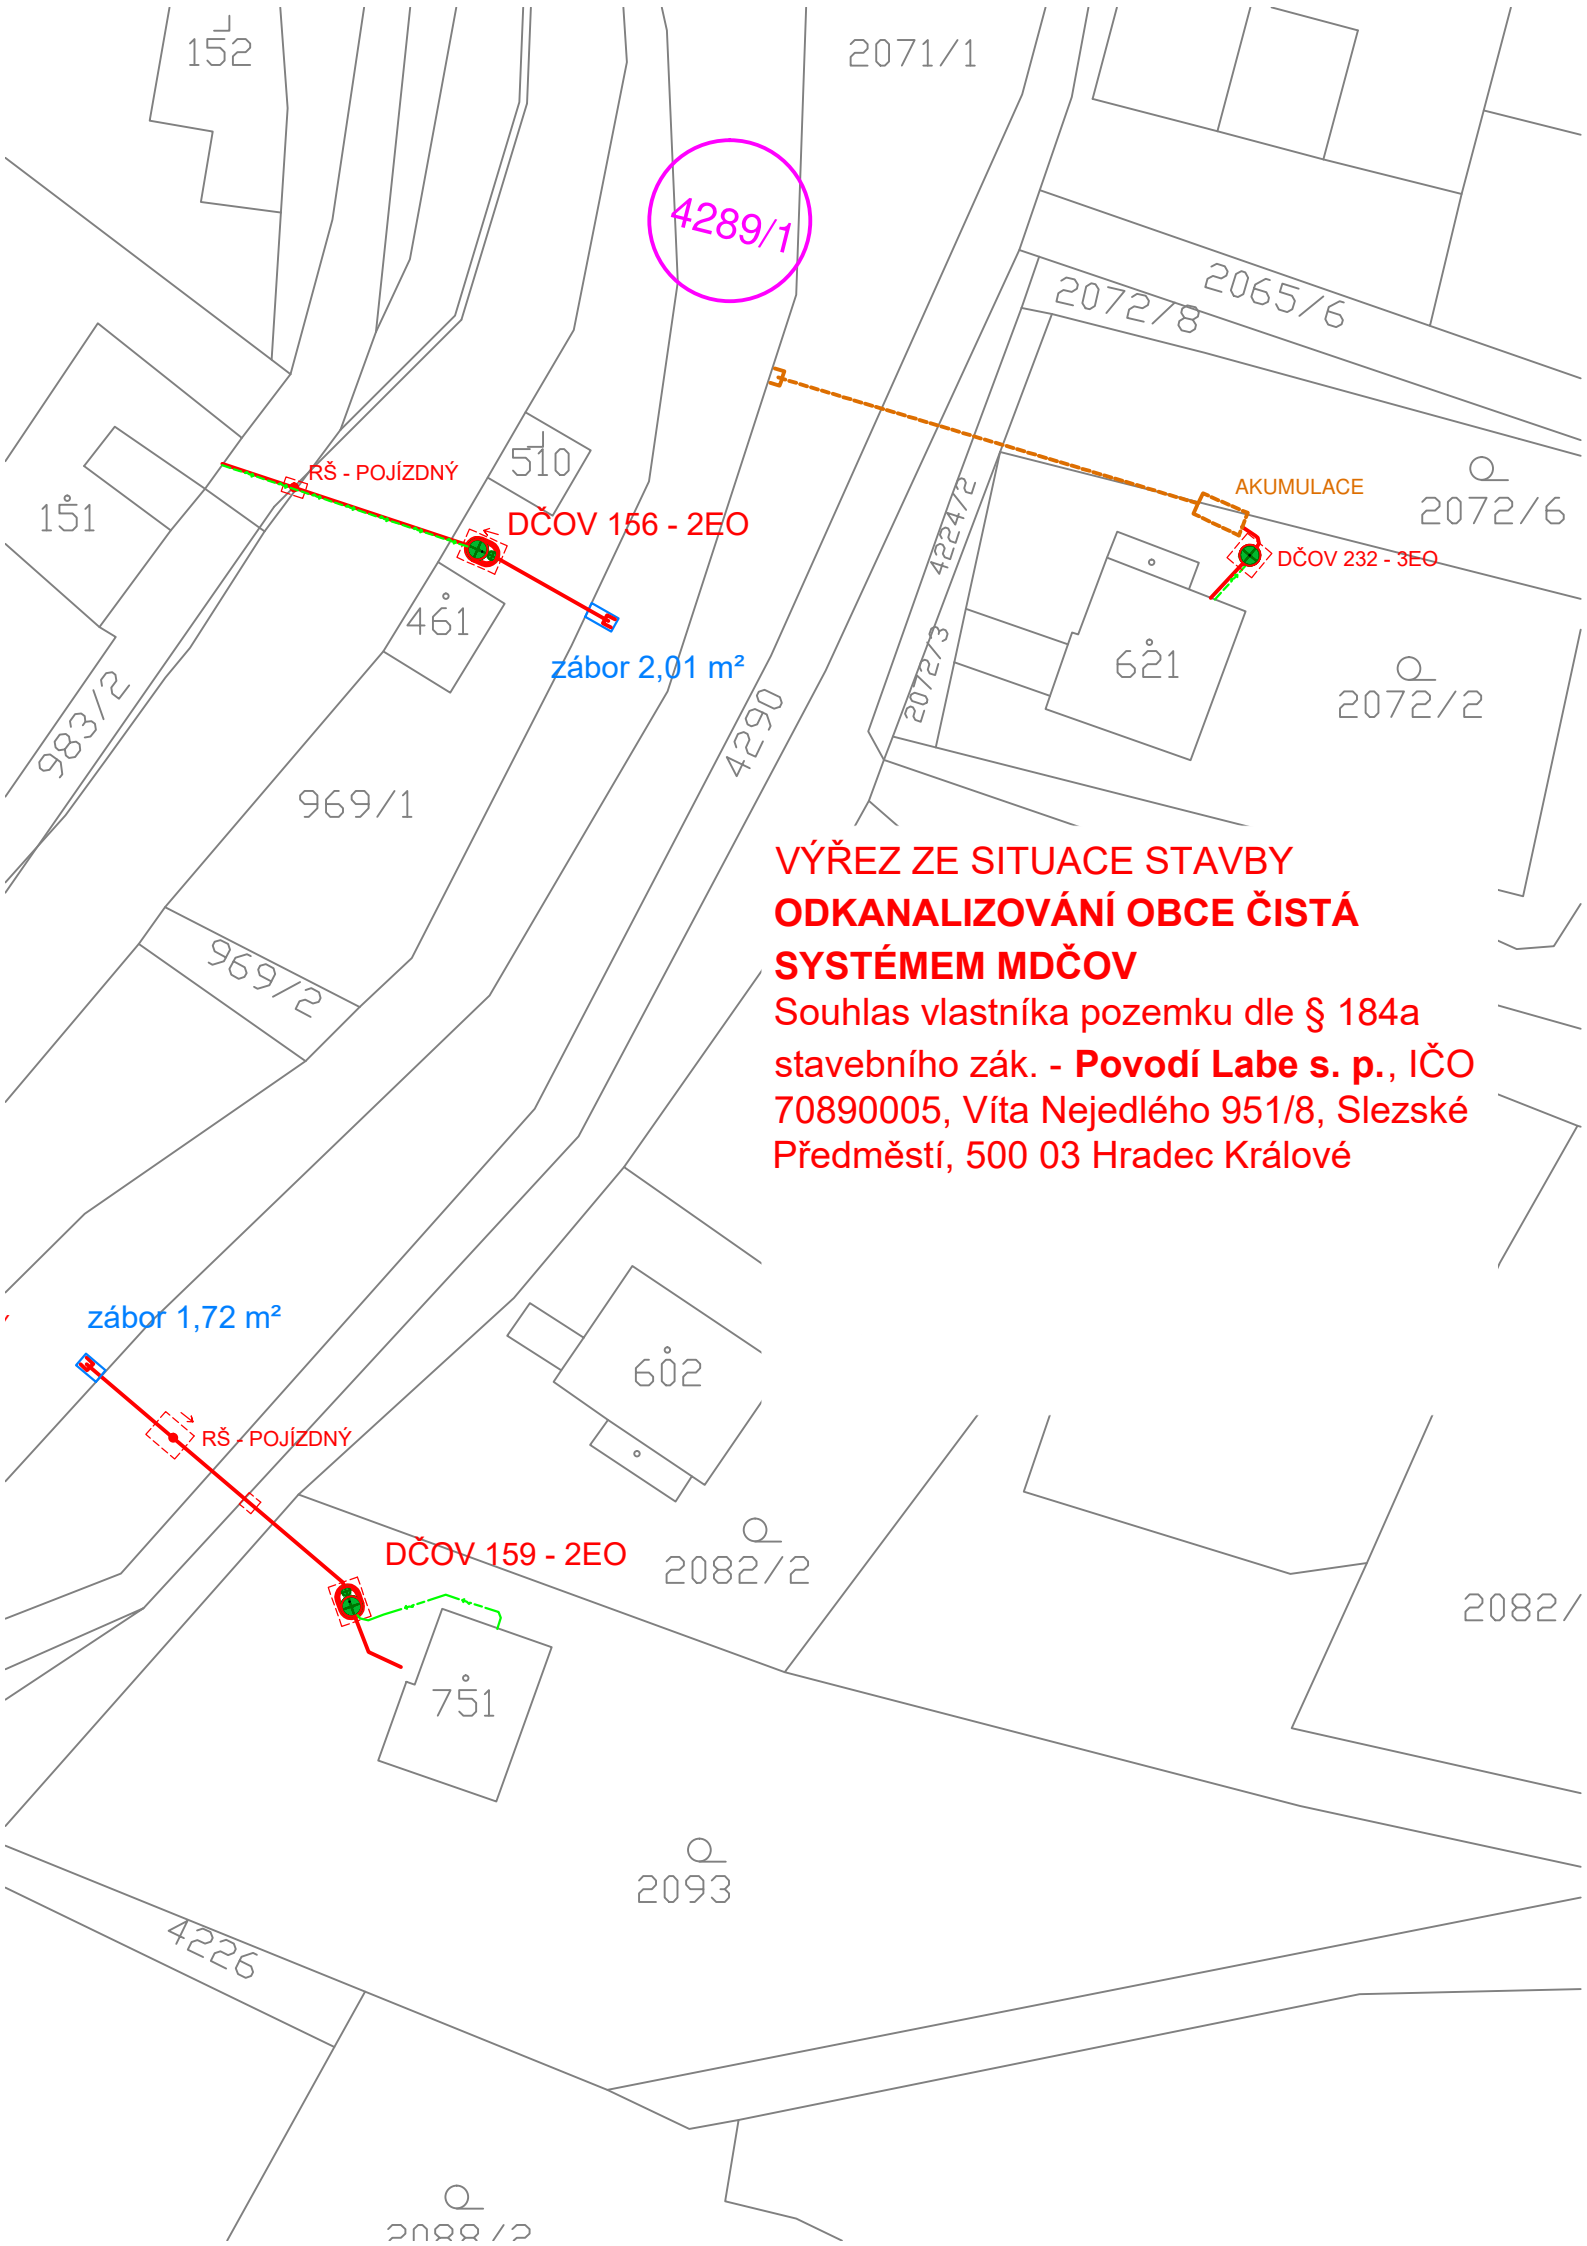 152
2071/1
4289/1
2065/6
2072/8
510
RŠ - POJÍZDNÝ
151
DČOV 156 - 2EO
AKUMULACE
2072/6
4224/2
DČOV 232 - 3EO
461
621
zábor 2,01 m²
2072/3
2072/2
983/2
4290
969/1
VÝŘEZ ZE SITUACE STAVBY
ODKANALIZOVÁNÍ OBCE ČISTÁ
SYSTÉMEM MDČOV
Souhlas vlastníka pozemku dle § 184a
stavebního zák. - Povodí Labe s. p., IČO
70890005, Víta Nejedlého 951/8, Slezské
Předměstí, 500 03 Hradec Králové
969/2
zábor 1,72 m²
602
RŠ - POJÍZDNÝ
DČOV 159 - 2EO
2082/2
2082/
751
2093
4226
2088/2